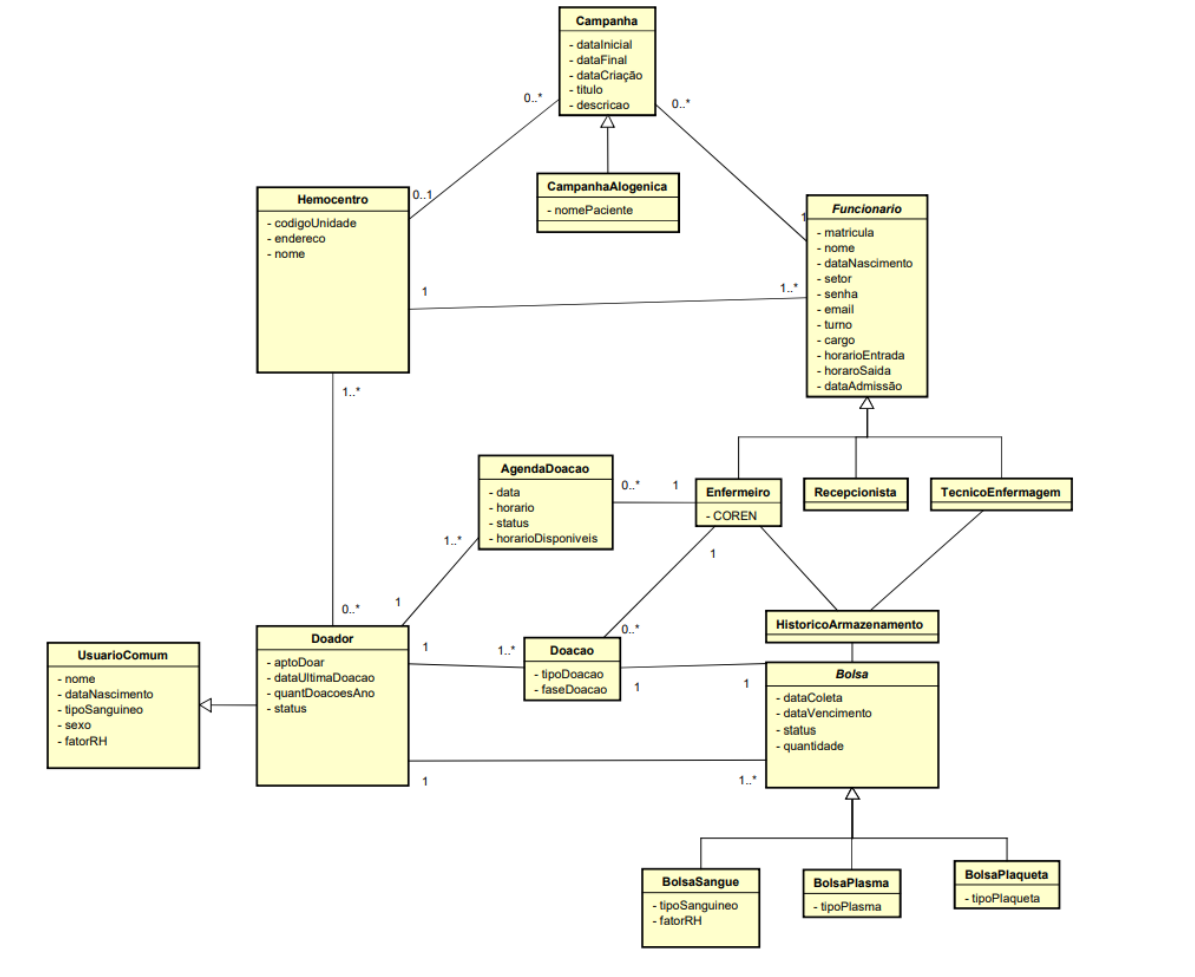 Campanha
- dataInicial
- dataFinal
- dataCriação
- titulo
- descricao
0..*
0..*
CampanhaAlogenica
- nomePaciente
Hemocentro
- codigoUnidade
- endereco
- nome
0..1
1
1..*
Funcionario
- matricula
- nome
- dataNascimento
- setor
- senha
- email
- turno
- cargo
- horarioEntrada
- horaroSaida
- dataAdmissão
1
1..*
AgendaDoacao
- data
- horario
- status
- horarioDisponiveis
0..*
1
1..*
1
Enfermeiro
- COREN
Recepcionista
TecnicoEnfermagem
1
0..*
0..*
HistoricoArmazenamento
UsuarioComum
- nome
- dataNascimento
- tipoSanguineo
- sexo
- fatorRH
Doador
- aptoDoar
- dataUltimaDoacao
- quantDoacoesAno
- status
1
1..*
Doacao
- tipoDoacao
- faseDoacao
1
1
Bolsa
- dataColeta
- dataVencimento
- status
- quantidade
1
1..*
BolsaSangue
- tipoSanguineo
- fatorRH
BolsaPlasma
- tipoPlasma
BolsaPlaqueta
- tipoPlaqueta